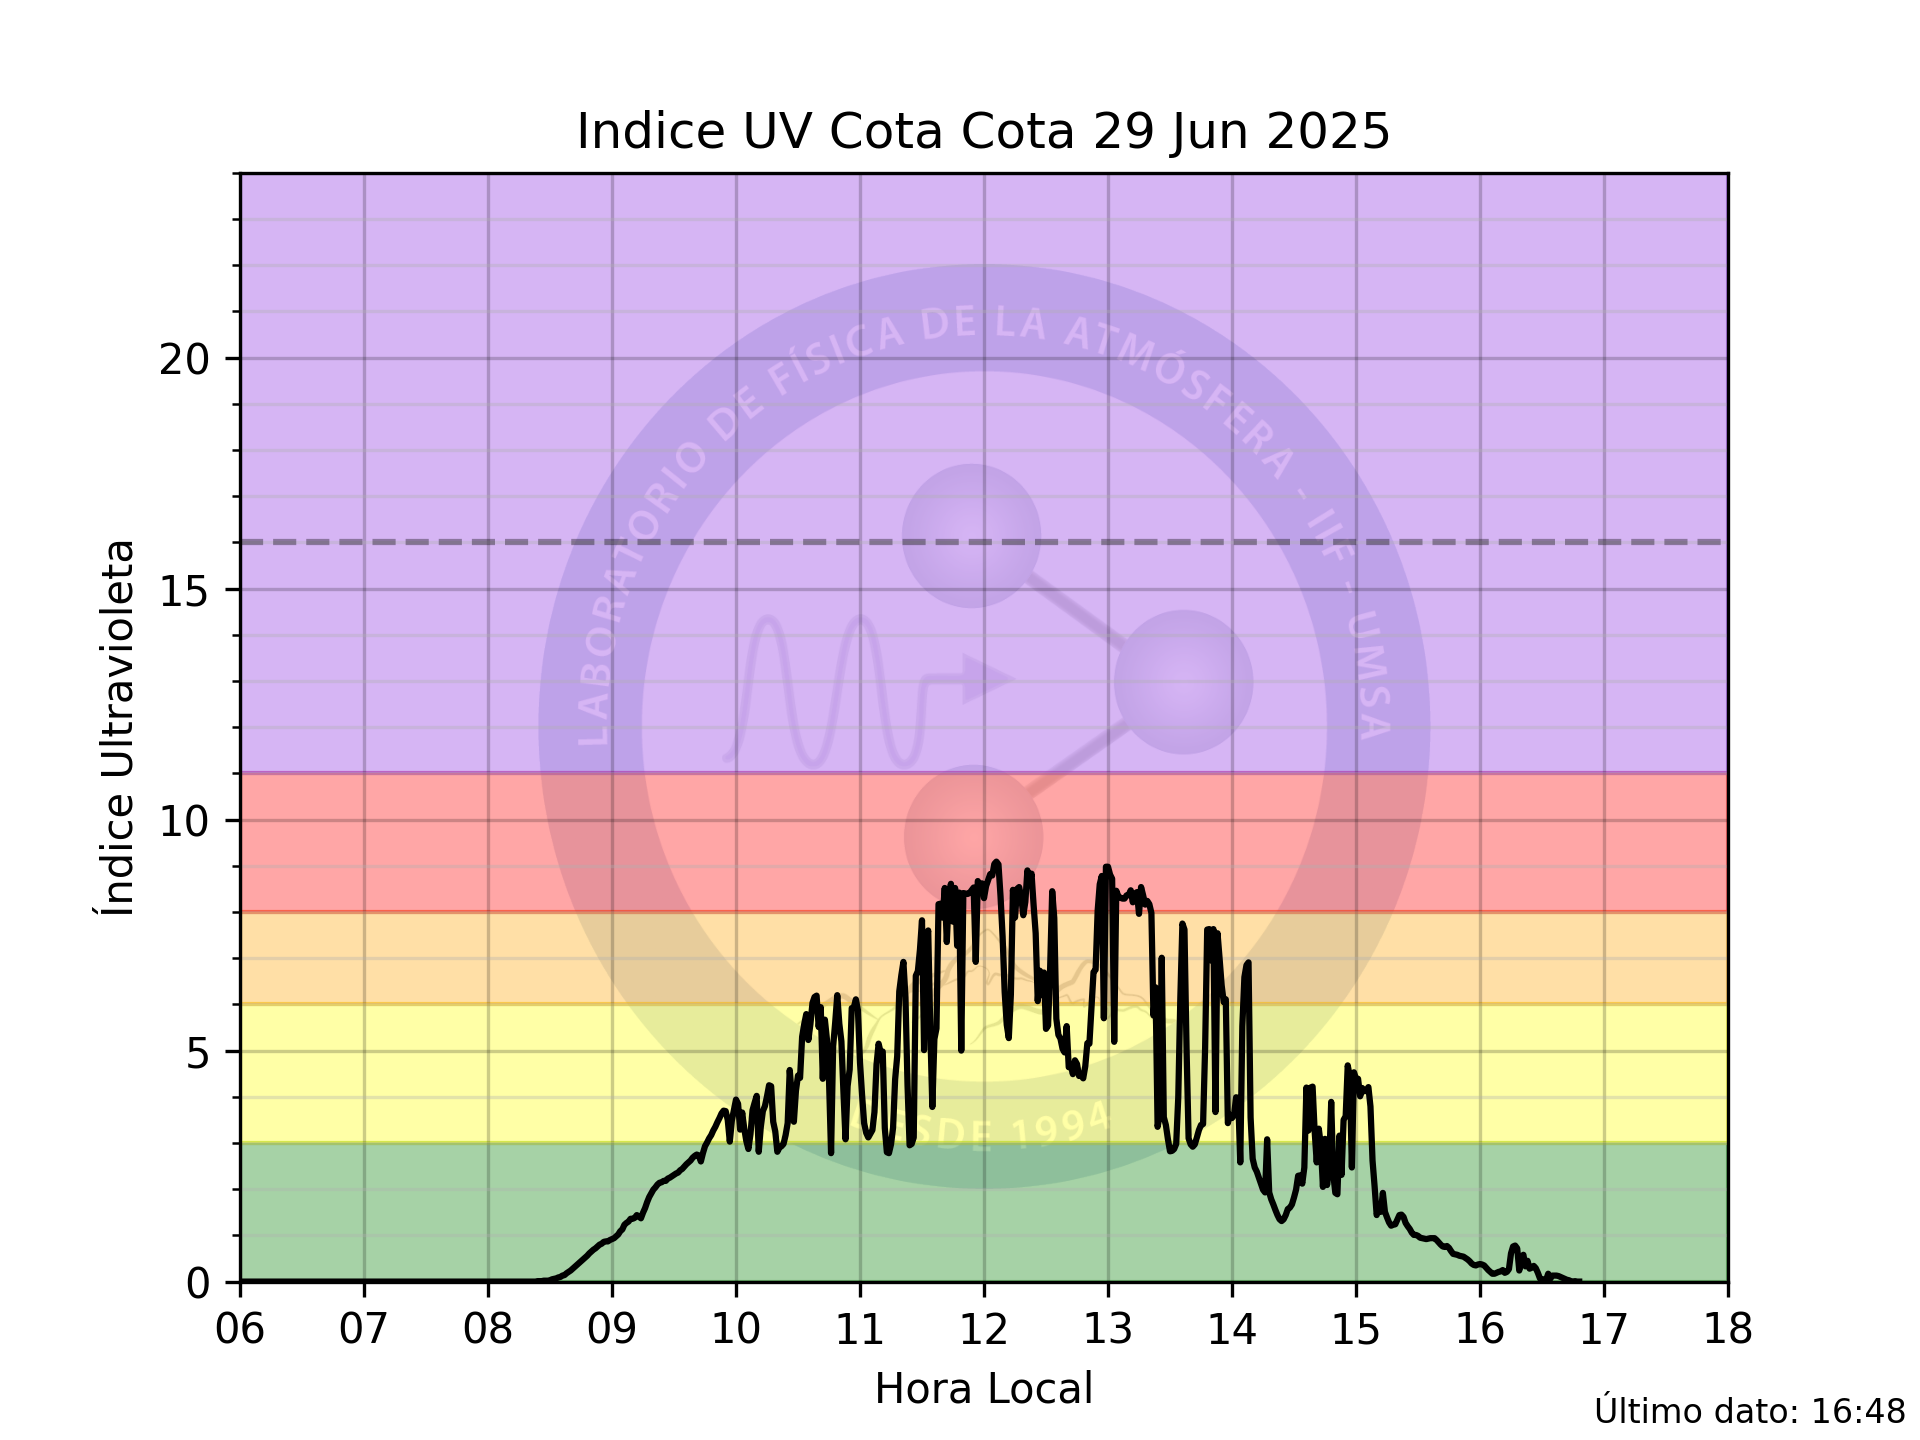 Indice UV Cota Cota 29 Jun 2025
LABORATORIO DE FÍSICA DE LA ATMÓSFERA - IIF - UMSA
20
15
10
5
0
Índice Ultravioleta
DESDE 1994
06 07 08 09 10 11 12 13 14 15 16 17 18
Hora Local
Último dato: 16:48